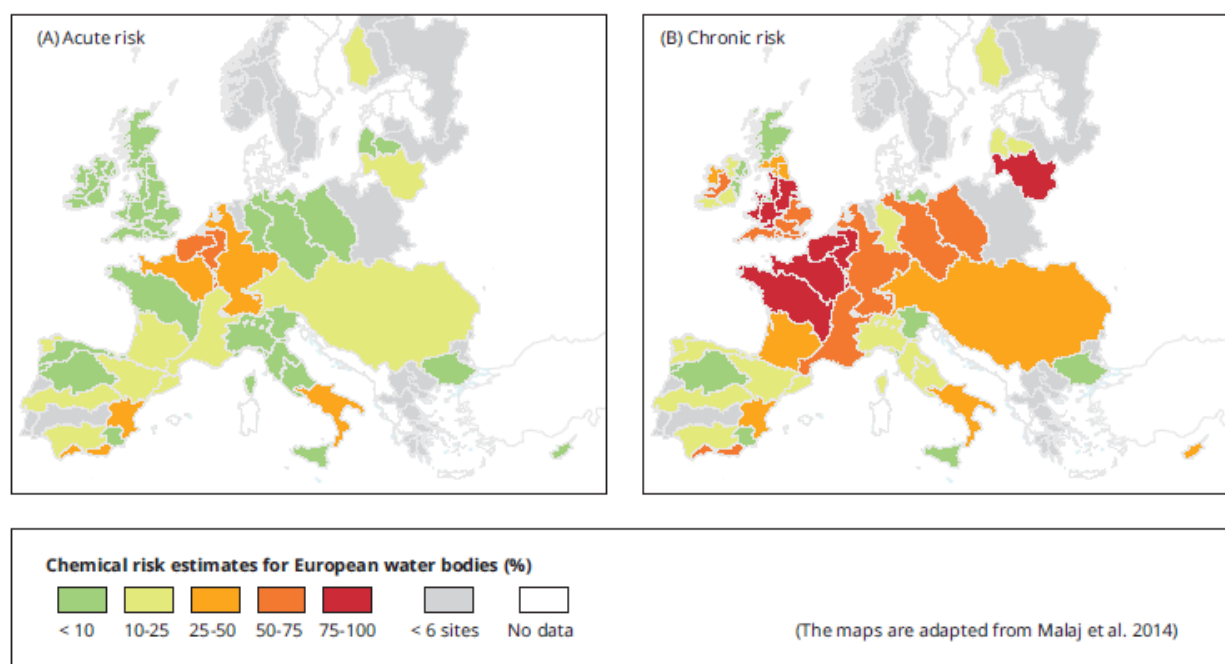 (A) Acute risk
(B) Chronic risk
Chemical risk estimates for European water bodies (%)
< 10 10-25 25-50 50-75 75-100 < 6 sites No data
(The maps are adapted from Malaj et al. 2014)